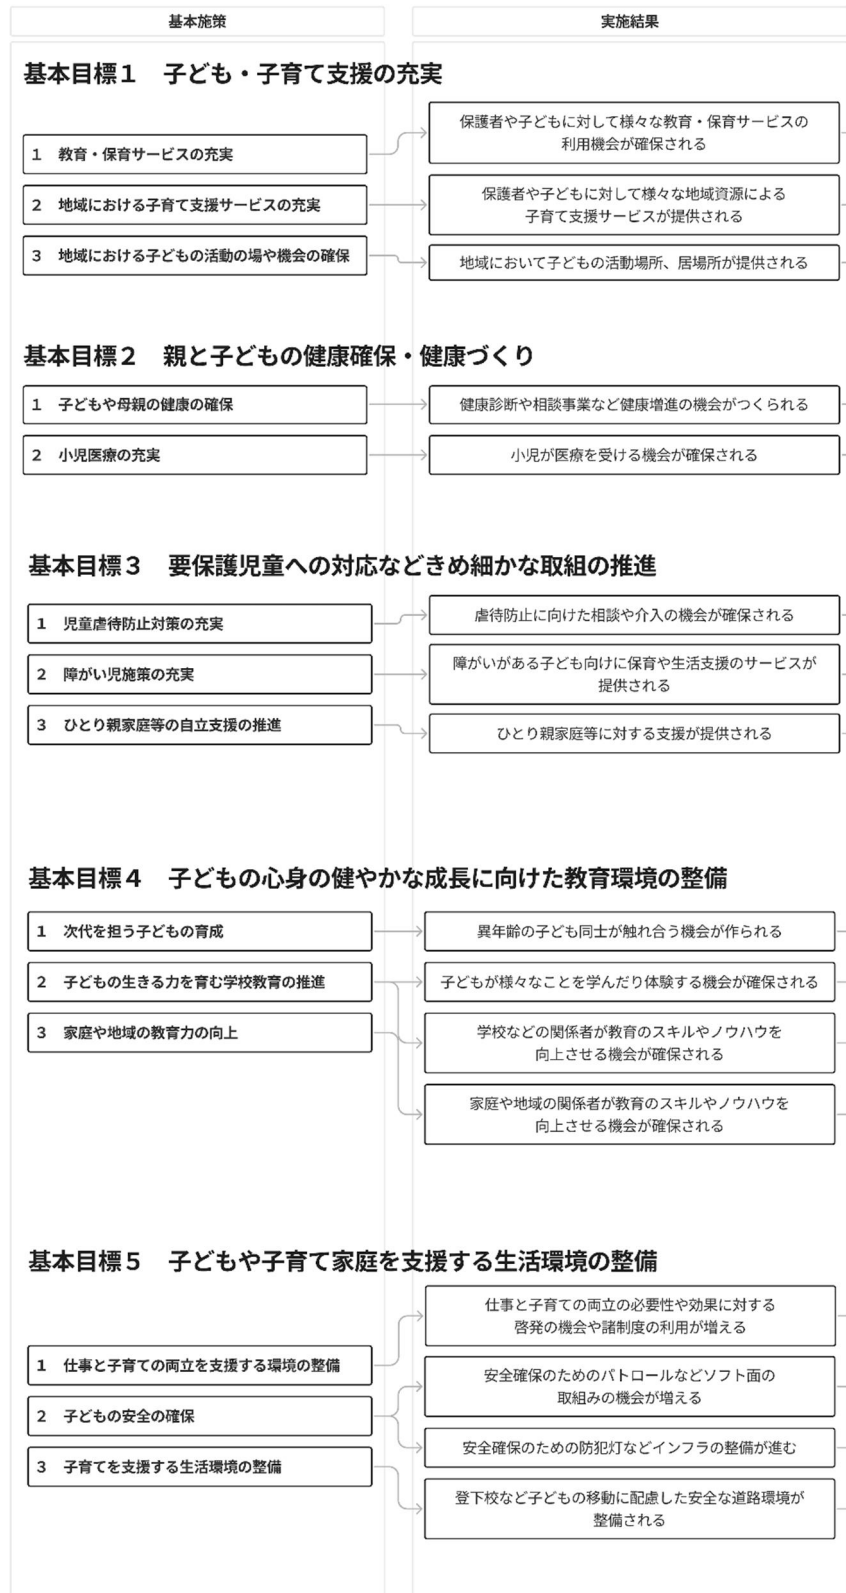 基本施策
実施結果
基本目標１　子ども・子育て支援の充実
1　教育・保育サービスの充実
保護者や子どもに対して様々な教育・保育サービスの
利用機会が確保される
2　地域における子育て支援サービスの充実
保護者や子どもに対して様々な地域資源による
子育て支援サービスが提供される
3　地域における子どもの活動の場や機会の確保
地域において子どもの活動場所、居場所が提供される
基本目標２　親と子どもの健康確保・健康づくり
1　子どもや母親の健康の確保
健康診断や相談事業など健康増進の機会がつくられる
2　小児医療の充実
小児が医療を受ける機会が確保される
基本目標３　要保護児童への対応などきめ細かな取組の推進
1　児童虐待防止対策の充実
虐待防止に向けた相談や介入の機会が確保される
2　障がい児施策の充実
障がいがある子ども向けに保育や生活支援のサービスが
提供される
3　ひとり親家庭等の自立支援の推進
ひとり親家庭等に対する支援が提供される
基本目標４　子どもの心身の健やかな成長に向けた教育環境の整備
1　次代を担う子どもの育成
異年齢の子ども同士が触れ合う機会が作られる
2　子どもの生きる力を育む学校教育の推進
子どもが様々なことを学んだり体験する機会が確保される
3　家庭や地域の教育力の向上
学校などの関係者が教育のスキルやノウハウを
向上させる機会が確保される
家庭や地域の関係者が教育のスキルやノウハウを
向上させる機会が確保される
基本目標５　子どもや子育て家庭を支援する生活環境の整備
仕事と子育ての両立の必要性や効果に対する
啓発の機会や諸制度の利用が増える
1　仕事と子育ての両立を支援する環境の整備
安全確保のためのパトロールなどソフト面の
取組みの機会が増える
2　子どもの安全の確保
安全確保のための防犯灯などインフラの整備が進む
3　子育てを支援する生活環境の整備
登下校など子どもの移動に配慮した安全な道路環境が
整備される